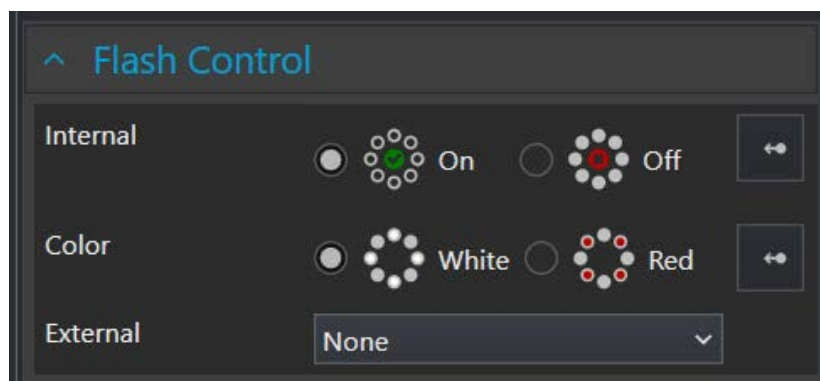 Flash Control
Internal On Off
Color White Red
External None